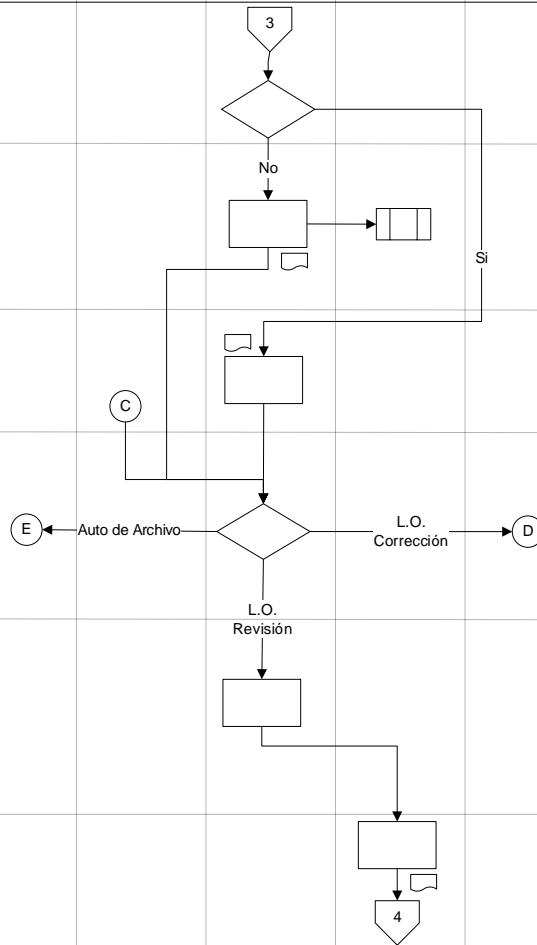 3
No
Si
C
E
Auto de Archivo
L.O.
Corrección
D
L.O.
Revisión
4